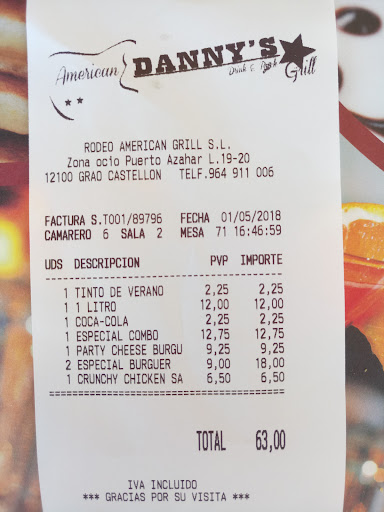 American DANNY'S
Drink & Rock Grill
RODEO AMERICAN GRILL S.L.
Zona ocio Puerto Azahar L.19-20
12100 GRAO CASTELLON TELF.964 911 006
FACTURA S.T001/89796 FECHA 01/05/2018
CAMARERO 6 SALA 2 MESA 71 16:46:59
UDS DESCRIPCION PVP IMPORTE
1 TINTO DE VERANO 2,25 2,25
1 1 LITRO 12,00 12,00
1 COCA-COLA 2,25 2,25
1 ESPECIAL COMBO 12,75 12,75
1 PARTY CHEESE BURGU 9,25 9,25
2 ESPECIAL BURGUER 9,00 18,00
1 CRUNCHY CHICKEN SA 6,50 6,50
TOTAL 63,00
IVA INCLUIDO
*** GRACIAS POR SU VISITA ***